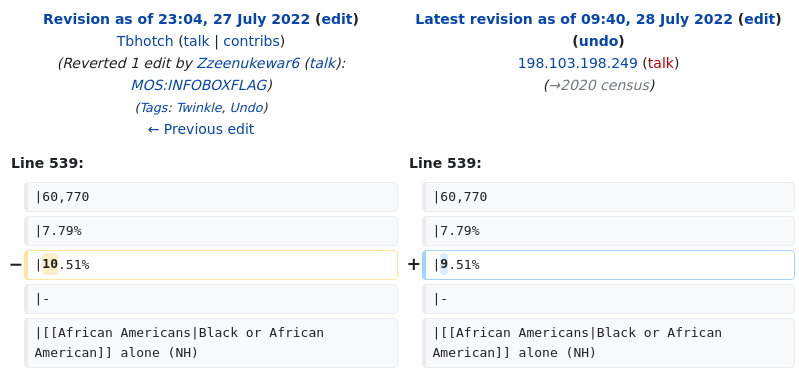 Revision as of 23:04, 27 July 2022 (edit)
Tbhotch (talk | contribs)
(Reverted 1 edit by Zzeenukewar6 (talk):
MOS:INFOBOXFLAG)
(Tags: Twinkle, Undo)
← Previous edit
Latest revision as of 09:40, 28 July 2022 (edit)
(undo)
198.103.198.249 (talk)
(→2020 census)
Line 539:
Line 539:
|60,770
|60,770
|7.79%
|7.79%
− |10.51%
+ |9.51%
|-
|-
|[[African Americans|Black or African
American]] alone (NH)
|[[African Americans|Black or African
American]] alone (NH)